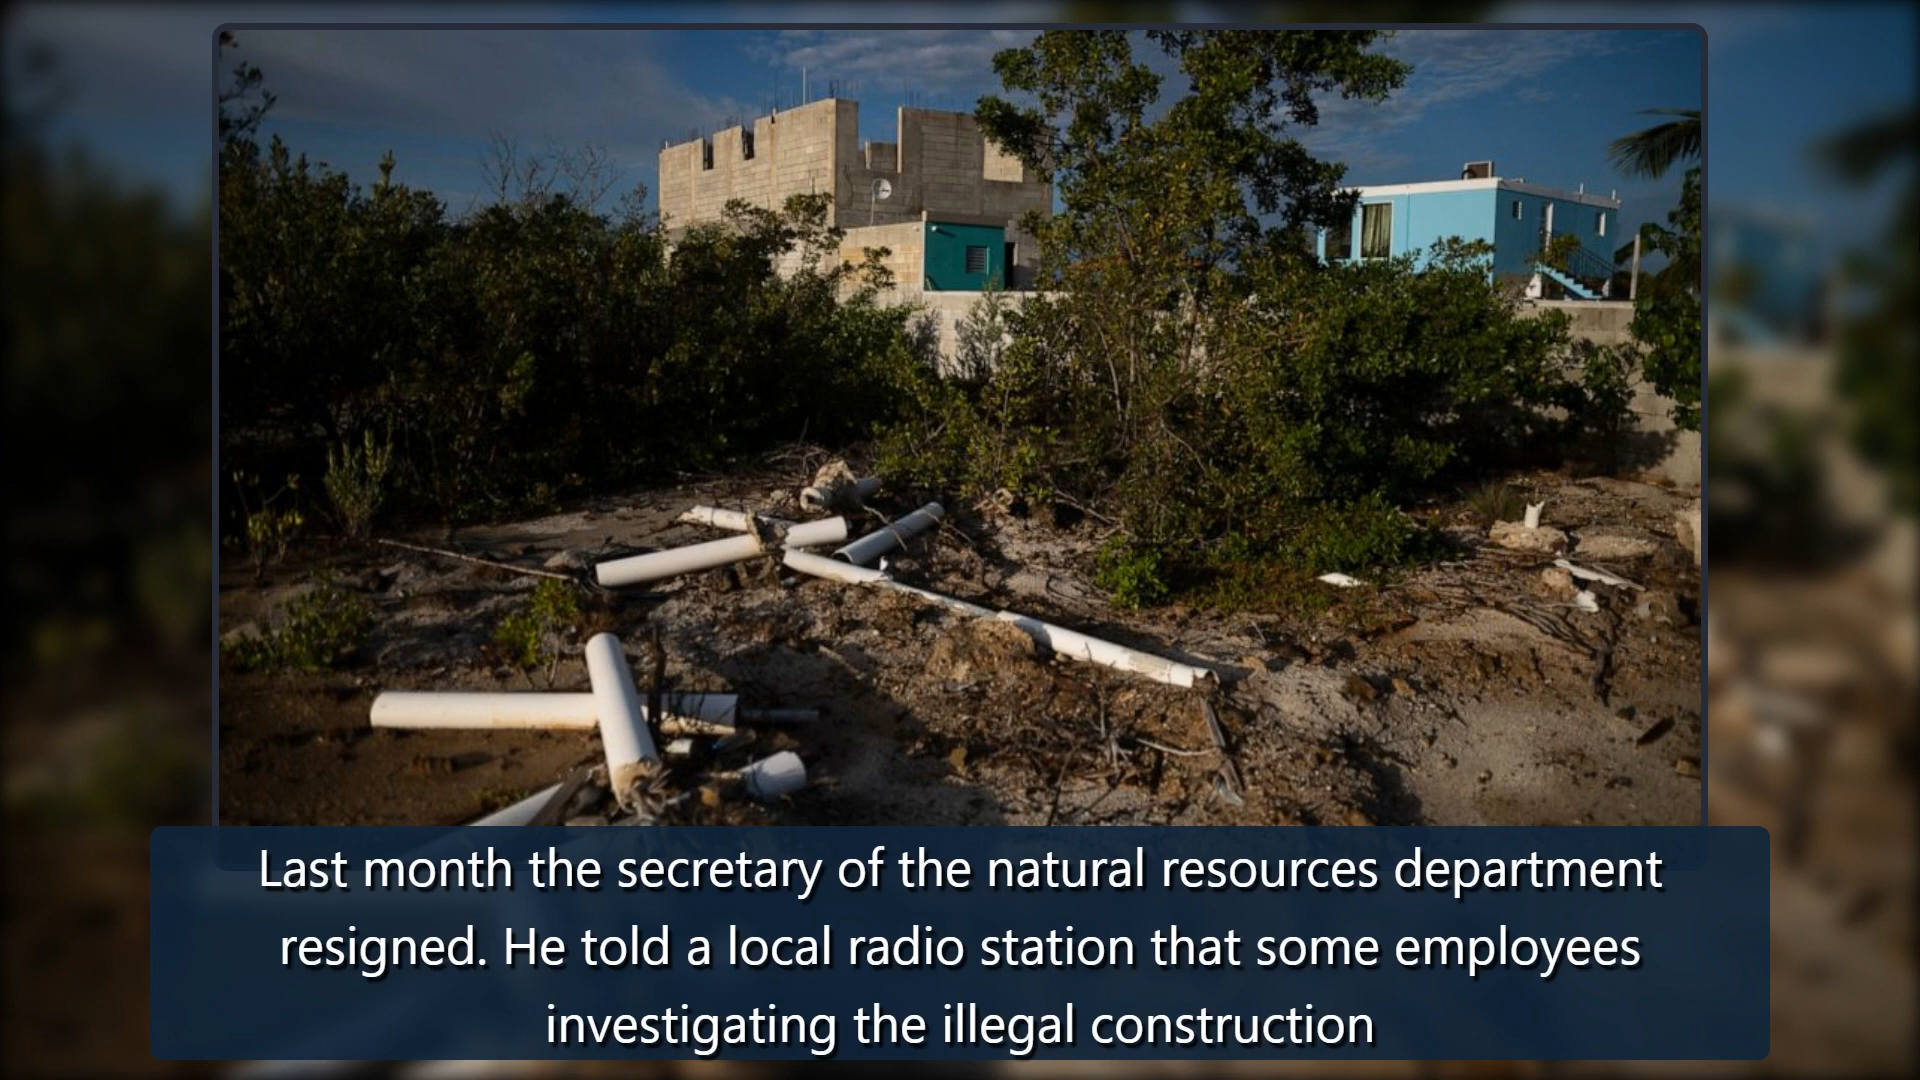 Last month the secretary of the natural resources department
resigned. He told a local radio station that some employees
investigating the illegal construction